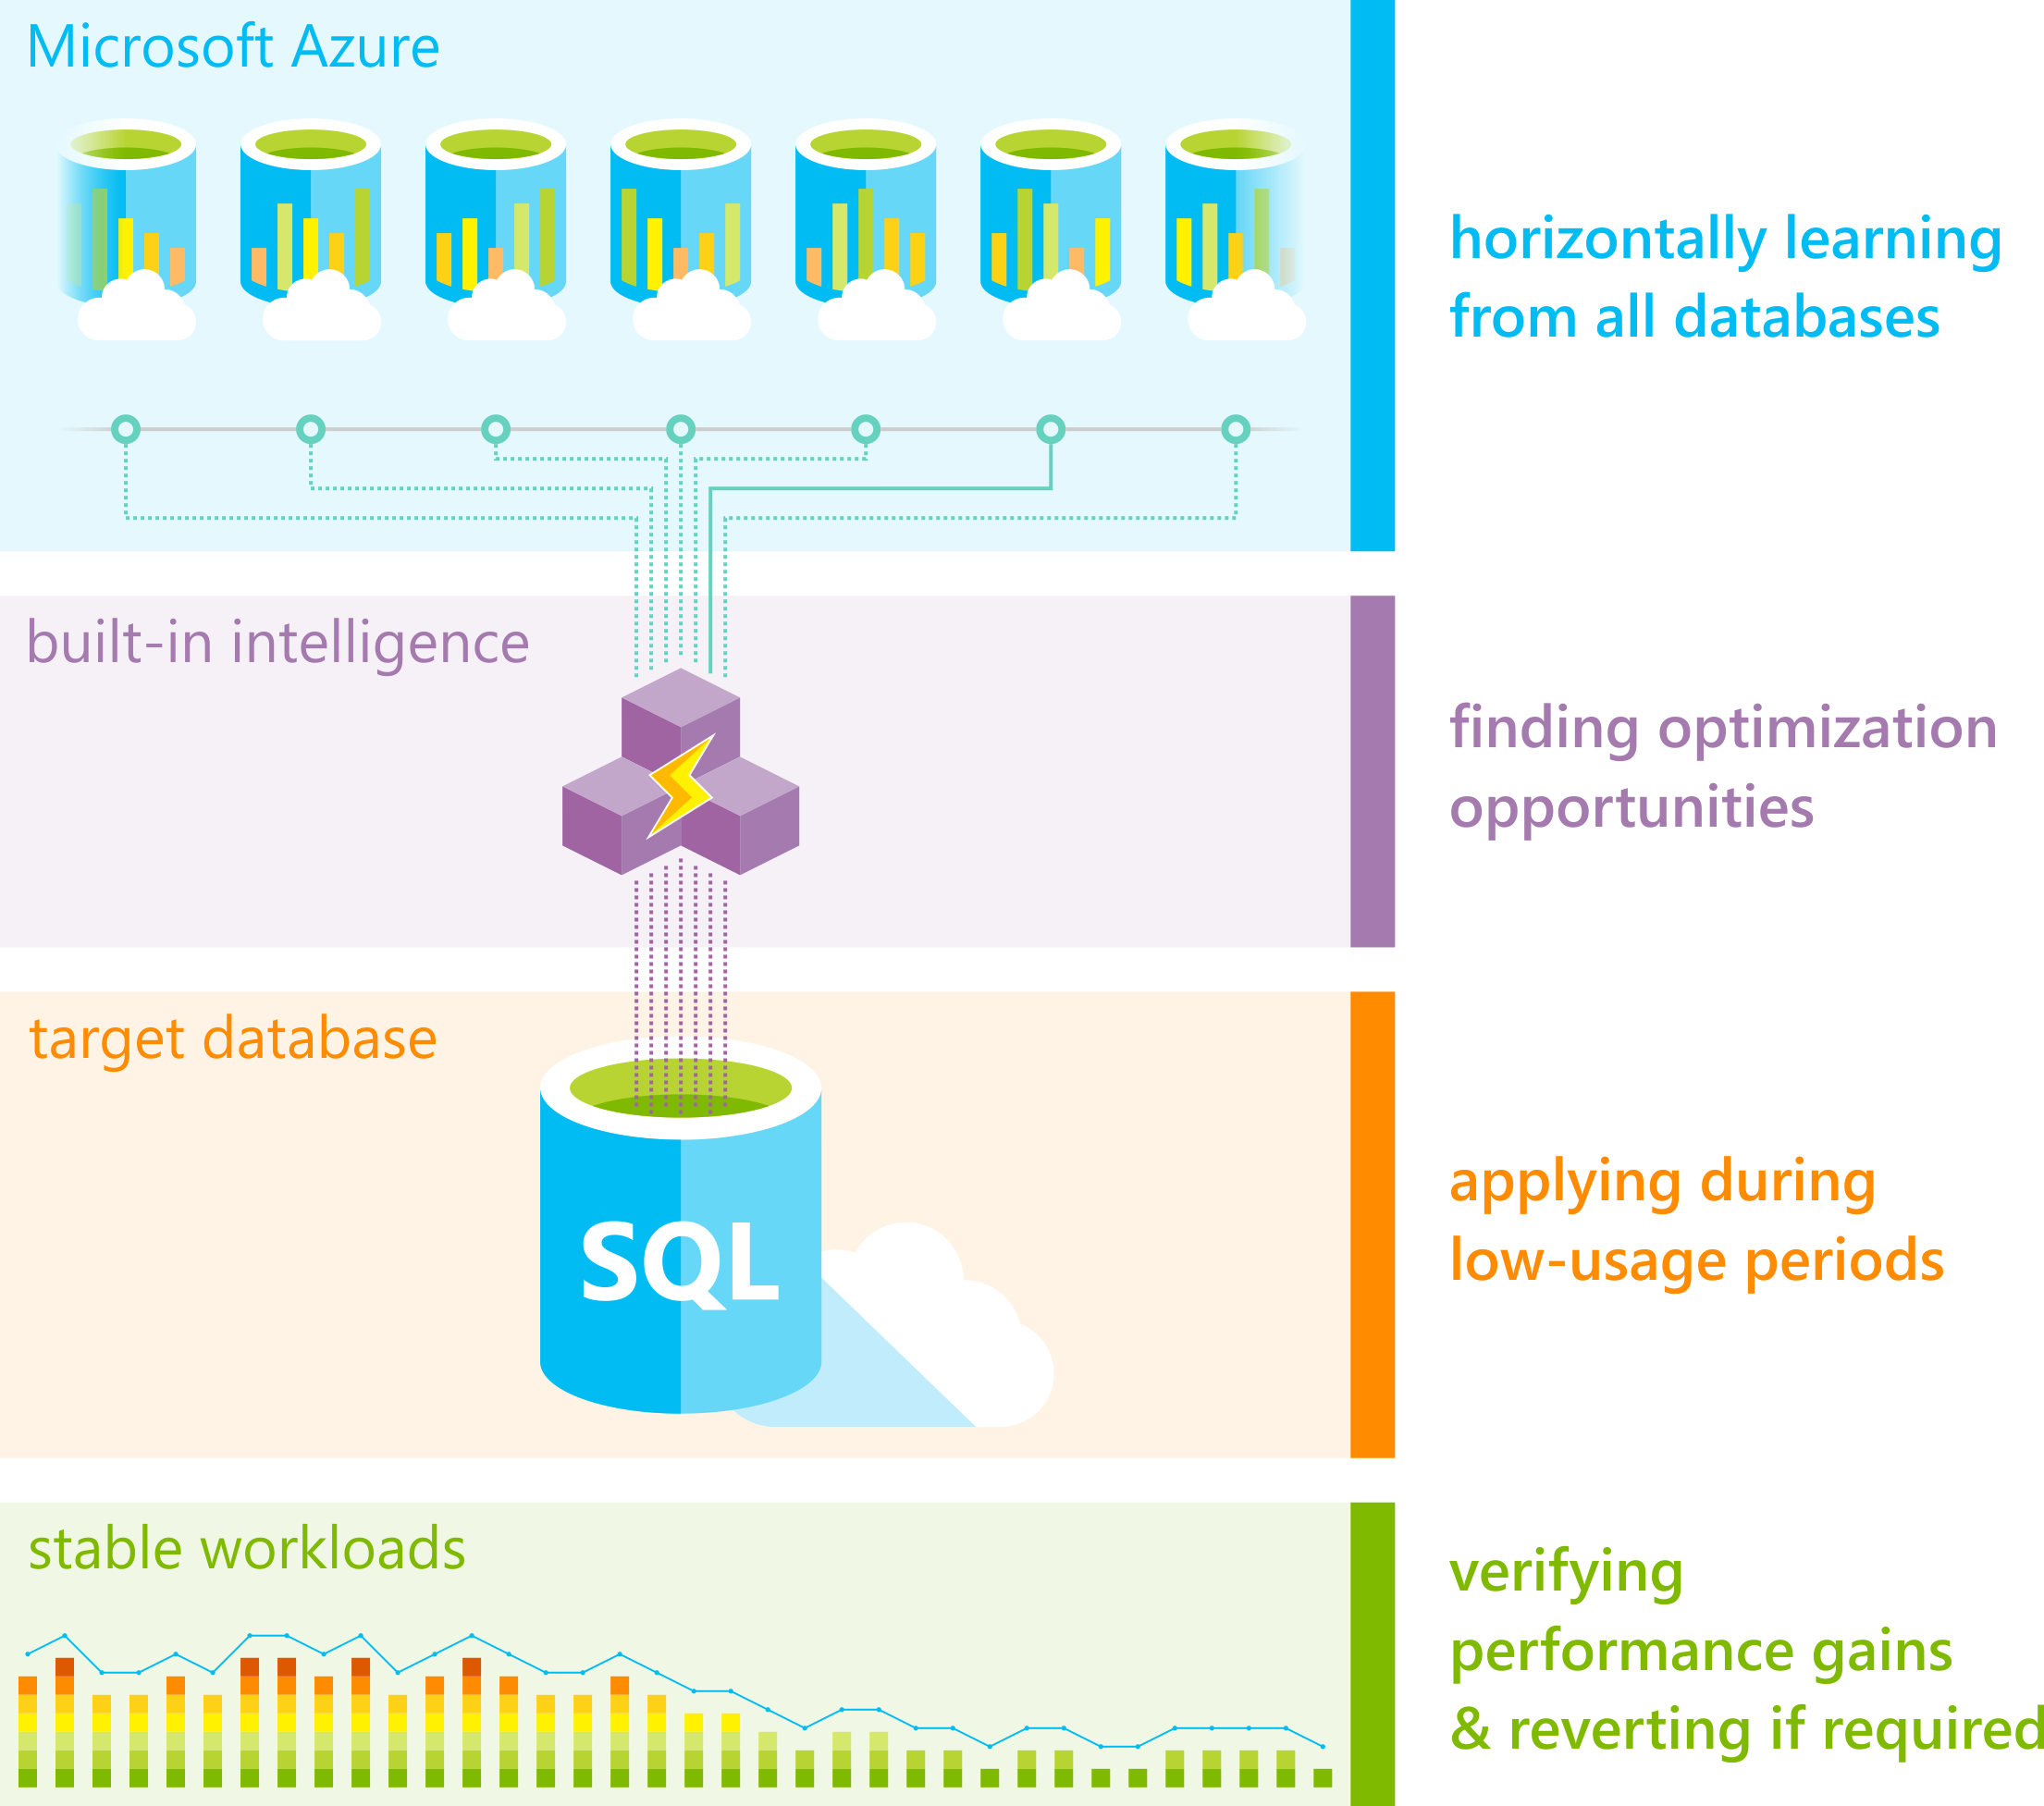 Microsoft Azure
horizontally learning
from all databases
built-in intelligence
finding optimization
opportunities
target database
SQL
applying during
low-usage periods
stable workloads
verifying
performance gains
& reverting if required